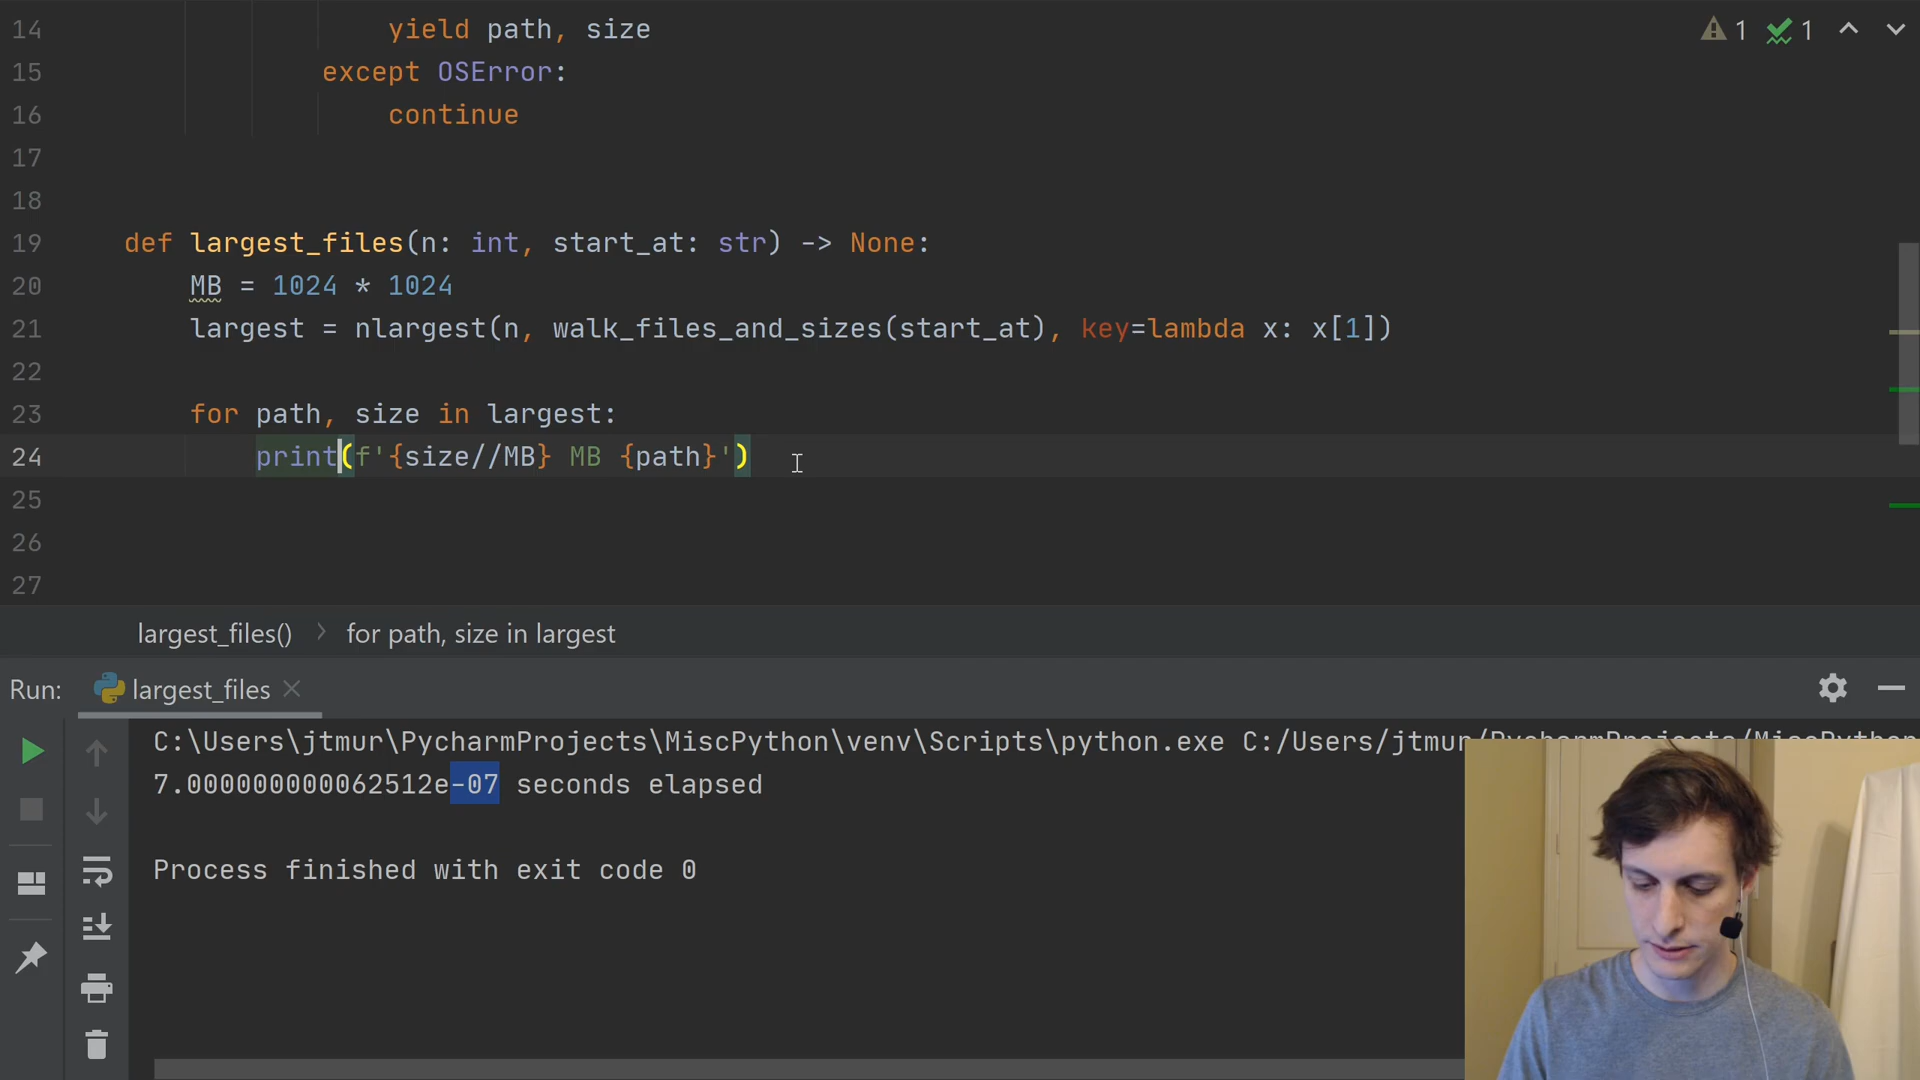 14 yield path, size
15 except OSError:
16 continue
17
18
19 def largest_files(n: int, start_at: str) -> None:
20 MB = 1024 * 1024
21 largest = nlargest(n, walk_files_and_sizes(start_at), key=lambda x: x[1])
22
23 for path, size in largest:
24 print(f'{size//MB} MB {path}')
25
26
27
1 1
largest_files() for path, size in largest
Run: largest_files
C:\Users\jtmur\PycharmProjects\MiscPython\venv\Scripts\python.exe C:/Users/jtmur/PycharmProjects/MiscPython
7.000000000062512e-07 seconds elapsed
Process finished with exit code 0